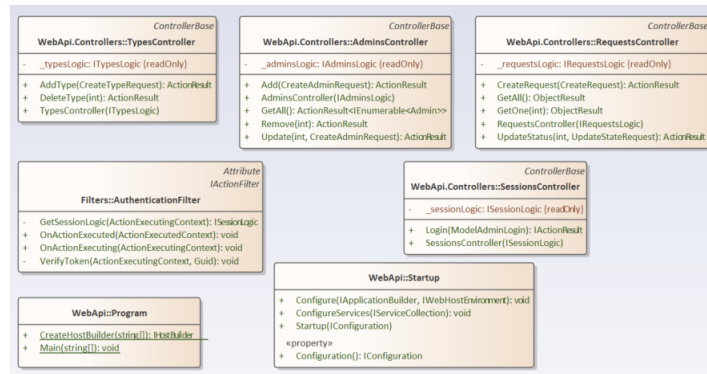 ControllerBase
WebApi.Controllers::TypesController
- _typesLogic: ITypesLogic {readOnly}
+ AddType(CreateTypeRequest): ActionResult
+ DeleteType(int): ActionResult
+ TypesController(ITypesLogic)
ControllerBase
WebApi.Controllers::AdminsController
- _adminsLogic: IAdminsLogic {readOnly}
+ Add(CreateAdminRequest): ActionResult
+ AdminsController(IAdminsLogic)
+ GetAll(): ActionResult<IEnumerable<Admin>>
+ Remove(int): ActionResult
+ Update(int, CreateAdminRequest): ActionResult
ControllerBase
WebApi.Controllers::RequestsController
- _requestsLogic: IRequestsLogic {readOnly}
+ CreateRequest(CreateRequest): ActionResult
+ GetAll(): ObjectResult
+ GetOne(int): ObjectResult
+ RequestsController(IRequestsLogic)
+ UpdateStatus(int, UpdateStateRequest): ActionResult
Attribute
IActionFilter
Filters::AuthenticationFilter
- GetSessionLogic(ActionExecutingContext): ISessionLogic
+ OnActionExecuted(ActionExecutedContext): void
+ OnActionExecuting(ActionExecutingContext): void
- VerifyToken(ActionExecutingContext, Guid): void
ControllerBase
WebApi.Controllers::SessionsController
- _sessionLogic: ISessionLogic {readOnly}
+ Login(ModelAdminLogin): IActionResult
+ SessionsController(ISessionLogic)
WebApi::Program
+ CreateHostBuilder(string[]): IHostBuilder
+ Main(string[]): void
WebApi::Startup
+ Configure(IApplicationBuilder, IWebHostEnvironment): void
+ ConfigureServices(IServiceCollection): void
+ Startup(IConfiguration)
«property»
+ Configuration(): IConfiguration